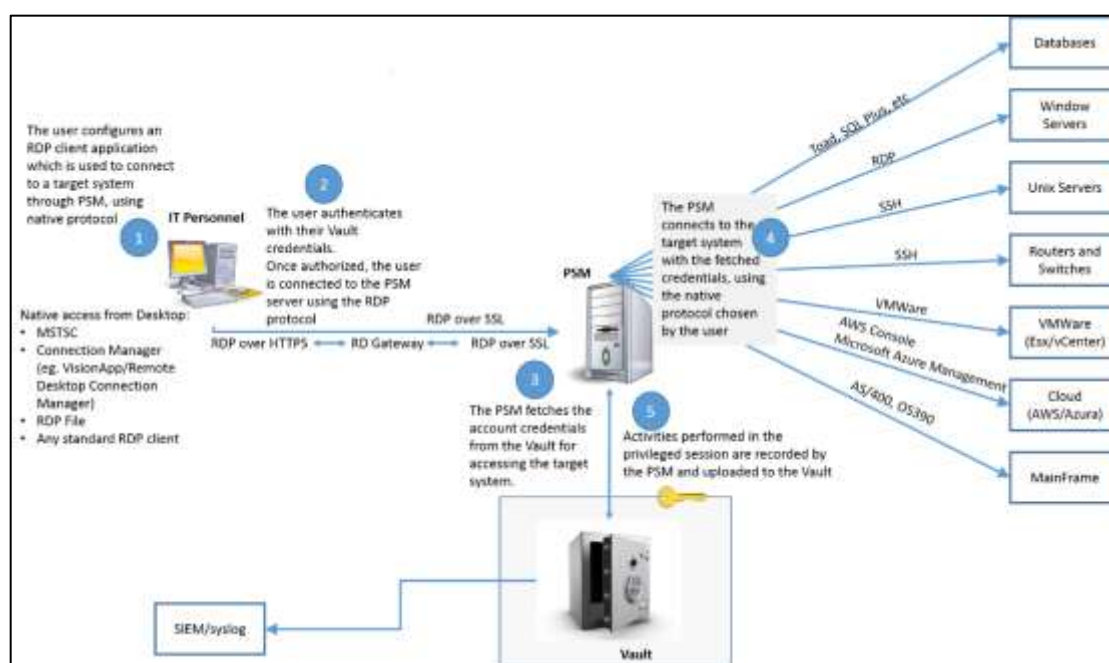 The user configures an
RDP client application
which is used to connect
to a target system
through PSM, using
native protocol
1
IT Personnel
2
The user authenticates
with their Vault
credentials.
Once authorized, the user
is connected to the PSM
server using the RDP
protocol
Native access from Desktop:
• MSTSC
• Connection Manager
(eg. VisionApp/Remote
Desktop Connection
Manager)
• RDP File
• Any standard RDP client
RDP over SSL
RDP over HTTPS
RD Gateway
RDP over SSL
PSM
3
The PSM fetches the
account credentials
from the Vault for
accessing the target
system.
The PSM
connects to the
target system
with the fetched
credentials, using
the native
protocol chosen
by the user
4
5
Activities performed in the
privileged session are recorded by
the PSM and uploaded to the Vault
Toad, SQL Plus, etc
RDP
SSH
SSH
VMWare
AWS Console
Microsoft Azure Management
AS/400, OS390
Databases
Window
Servers
Unix Servers
Routers and
Switches
VMWare
(Esx/vCenter)
Cloud
(AWS/Azura)
MainFrame
SIEM/syslog
Vault